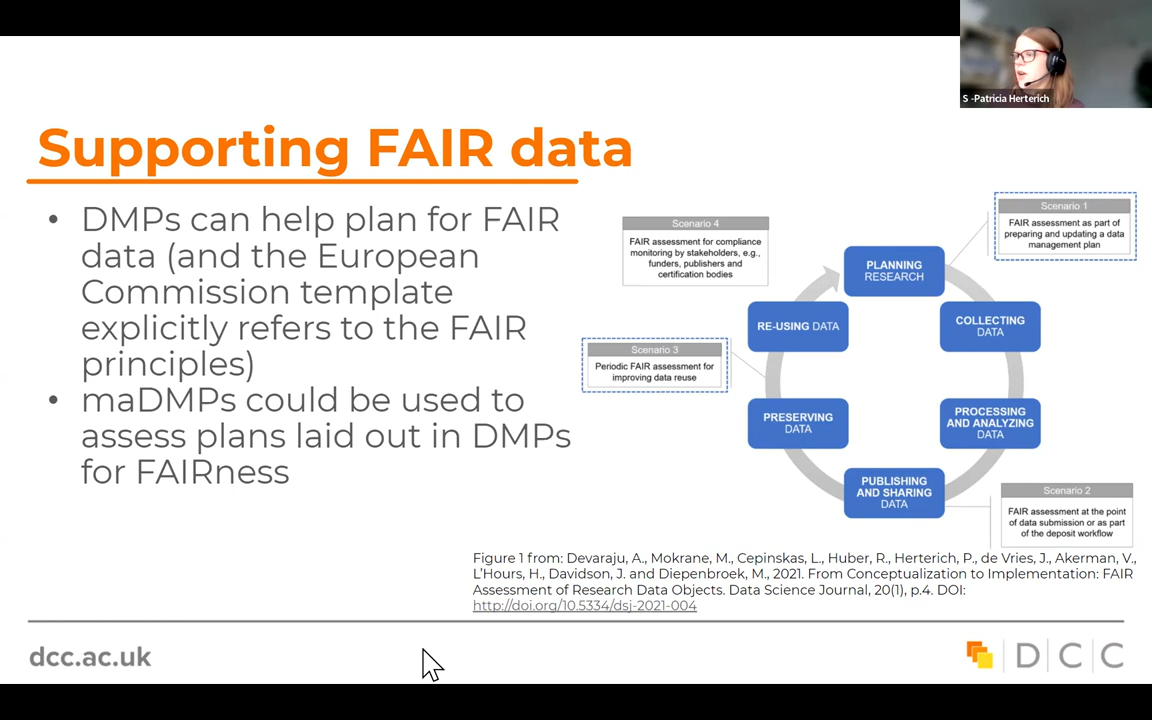 S -Patricia Herterich
Supporting FAIR data
• DMPs can help plan for FAIR
data (and the European
Commission template
explicitly refers to the FAIR
principles)
• maDMPs could be used to
assess plans laid out in DMPs
for FAIRness
Scenario 4
FAIR assessment for compliance
monitoring by stakeholders, e.g.,
funders, publishers and
certification bodies
Scenario 1
FAIR assessment as part of
preparing and updating a data
management plan
PLANNING
RESEARCH
RE-USING DATA
COLLECTING
DATA
Scenario 3
Periodic FAIR assessment for
improving data reuse
PRESERVING
DATA
PROCESSING
AND ANALYZING
DATA
PUBLISHING
AND SHARING
DATA
Scenario 2
FAIR assessment at the point
of data submission or as part
of the deposit workflow
Figure 1 from: Devaraju, A., Mokrane, M., Cepinskas, L., Huber, R., Herterich, P., de Vries, J., Akerman, V.,
L’Hours, H., Davidson, J. and Diepenbroek, M., 2021. From Conceptualization to Implementation: FAIR
Assessment of Research Data Objects. Data Science Journal, 20(1), p.4. DOI:
http://doi.org/10.5334/dsj-2021-004
dcc.ac.uk
D|C|C